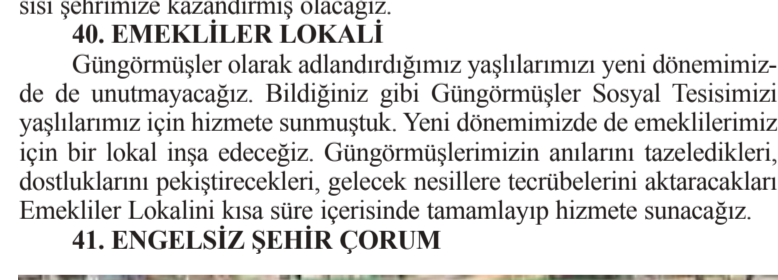 sisi şehrimize kazandırmış olacağız.
40. EMEKLİLER LOKALİ
Güngörmüşler olarak adlandırdığımız yaşlılarımızı yeni dönemimiz-
de de unutmayacağız. Bildiğiniz gibi Güngörmüşler Sosyal Tesisimizi
yaşlılarımız için hizmete sunmuştuk. Yeni dönemimizde de emeklilerimiz
için bir lokal inşa edeceğiz. Güngörmüşlerimizin anılarını tazeledikleri,
dostluklarını pekiştirecekleri, gelecek nesillere tecrübelerini aktaracakları
Emekliler Lokalini kısa süre içerisinde tamamlayıp hizmete sunacağız.
41. ENGELSİZ ŞEHİR ÇORUM